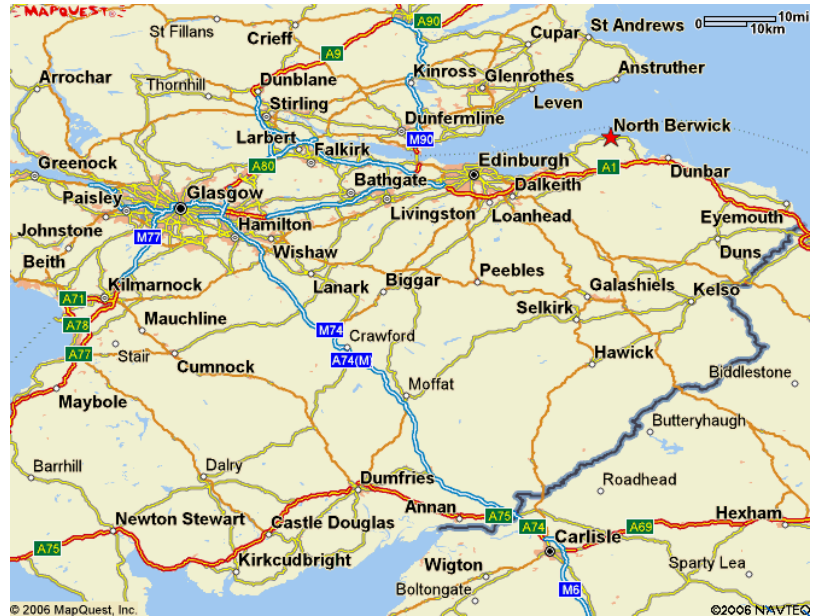 MAPQUEST
A90
St Andrews
0 10mi
10km
St Fillans
Crieff
Cupar
A9
Arrochar
Dunblane
Kinross
Glenrothes
Anstruther
Thornhill
Leven
Stirling
Dunfermline
North Berwick
Larbert
M90
Falkirk
Edinburgh
Greenock
A80
A1
Dunbar
Bathgate
Dalkeith
Paisley
Glasgow
Livingston
Loanhead
Eyemouth
Johnstone
Hamilton
M77
Wishaw
Duns
Beith
Lanark
Biggar
Peebles
Galashiels
Kelso
Kilmarnock
A71
Selkirk
A78
Mauchline
M74
Crawford
A77
Stair
Cumnock
A74(M)
Hawick
Moffat
Biddlestone
Maybole
Butteryhaugh
Barrhill
Dalry
Dumfries
Roadhead
Annan
A75
A74
Hexham
Newton Stewart
Castle Douglas
A69
Carlisle
A75
Kirkcudbright
Wigton
Sparty Lea
Boltongate
M6
© 2006 MapQuest, Inc.
©2006 NAVTEQ